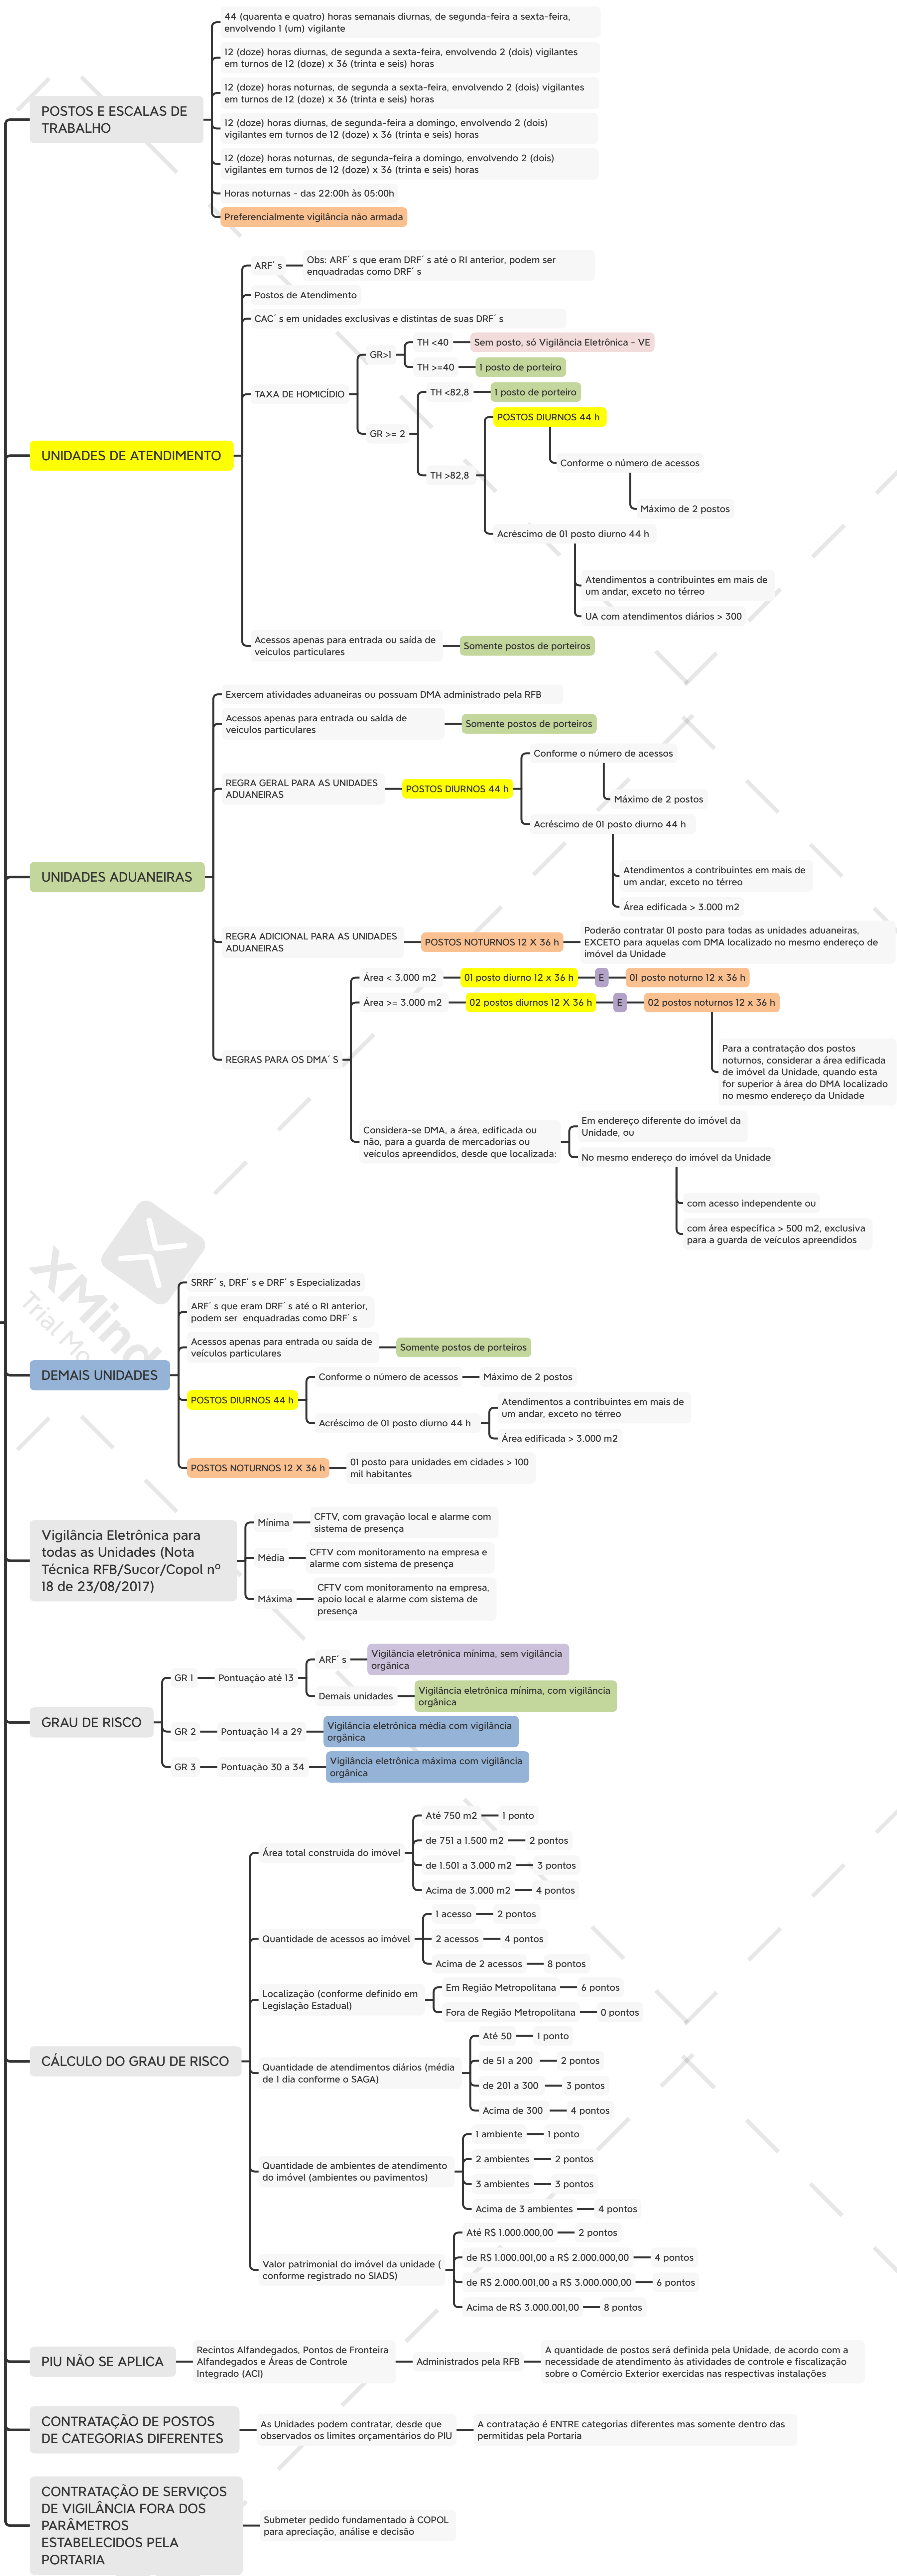 POSTOS E ESCALAS DE
TRABALHO
44 (quarenta e quatro) horas semanais diurnas, de segunda-feira a sexta-feira,
envolvendo 1 (um) vigilante
12 (doze) horas diurnas, de segunda a sexta-feira, envolvendo 2 (dois) vigilantes
em turnos de 12 (doze) x 36 (trinta e seis) horas
12 (doze) horas noturnas, de segunda a sexta-feira, envolvendo 2 (dois) vigilantes
em turnos de 12 (doze) x 36 (trinta e seis) horas
12 (doze) horas diurnas, de segunda-feira a domingo, envolvendo 2 (dois)
vigilantes em turnos de 12 (doze) x 36 (trinta e seis) horas
12 (doze) horas noturnas, de segunda-feira a domingo, envolvendo 2 (dois)
vigilantes em turnos de 12 (doze) x 36 (trinta e seis) horas
Horas noturnas - das 22:00h às 05:00h
Preferencialmente vigilância não armada
UNIDADES DE ATENDIMENTO
ARF´s
Obs: ARF´s que eram DRF´s até o RI anterior, podem ser
enquadradas como DRF´s
Postos de Atendimento
CAC´s em unidades exclusivas e distintas de suas DRF´s
TAXA DE HOMICÍDIO
GR>1
TH <40
Sem posto, só Vigilância Eletrônica - VE
TH >=40
1 posto de porteiro
GR >= 2
TH <82,8
1 posto de porteiro
TH >82,8
POSTOS DIURNOS 44 h
Conforme o número de acessos
Máximo de 2 postos
Acréscimo de 01 posto diurno 44 h
Atendimentos a contribuintes em mais de
um andar, exceto no térreo
UA com atendimentos diários > 300
Acessos apenas para entrada ou saída de
veículos particulares
Somente postos de porteiros
UNIDADES ADUANEIRAS
Exercem atividades aduaneiras ou possuam DMA administrado pela RFB
Acessos apenas para entrada ou saída de
veículos particulares
Somente postos de porteiros
REGRA GERAL PARA AS UNIDADES
ADUANEIRAS
POSTOS DIURNOS 44 h
Conforme o número de acessos
Máximo de 2 postos
Acréscimo de 01 posto diurno 44 h
Atendimentos a contribuintes em mais de
um andar, exceto no térreo
Área edificada > 3.000 m2
REGRA ADICIONAL PARA AS UNIDADES
ADUANEIRAS
POSTOS NOTURNOS 12 X 36 h
Poderão contratar 01 posto para todas as unidades aduaneiras,
EXCETO para aquelas com DMA localizado no mesmo endereço de
imóvel da Unidade
REGRAS PARA OS DMA´S
Área < 3.000 m2
01 posto diurno 12 x 36 h
E
01 posto noturno 12 x 36 h
Área >= 3.000 m2
02 postos diurnos 12 X 36 h
E
02 postos noturnos 12 x 36 h
Para a contratação dos postos
noturnos, considerar a área edificada
de imóvel da Unidade, quando esta
for superior à área do DMA localizado
no mesmo endereço da Unidade
Considera-se DMA, a área, edificada ou
não, para a guarda de mercadorias ou
veículos apreendidos, desde que localizada:
Em endereço diferente do imóvel da
Unidade, ou
No mesmo endereço do imóvel da Unidade
com acesso independente ou
com área específica > 500 m2, exclusiva
para a guarda de veículos apreendidos
XMind
Trial Mo
DEMAIS UNIDADES
SRRF´s, DRF´s e DRF´s Especializadas
ARF´s que eram DRF´s até o RI anterior,
podem ser enquadradas como DRF´s
Acessos apenas para entrada ou saída de
veículos particulares
Somente postos de porteiros
POSTOS DIURNOS 44 h
Conforme o número de acessos
Máximo de 2 postos
Acréscimo de 01 posto diurno 44 h
Atendimentos a contribuintes em mais de
um andar, exceto no térreo
Área edificada > 3.000 m2
POSTOS NOTURNOS 12 X 36 h
01 posto para unidades em cidades > 100
mil habitantes
Vigilância Eletrônica para
todas as Unidades (Nota
Técnica RFB/Sucor/Copol nº
18 de 23/08/2017)
Mínima
CFTV, com gravação local e alarme com
sistema de presença
Média
CFTV com monitoramento na empresa e
alarme com sistema de presença
Máxima
CFTV com monitoramento na empresa,
apoio local e alarme com sistema de
presença
GRAU DE RISCO
GR 1
Pontuação até 13
ARF´s
Vigilância eletrônica mínima, sem vigilância
orgânica
Demais unidades
Vigilância eletrônica mínima, com vigilância
orgânica
GR 2
Pontuação 14 a 29
Vigilância eletrônica média com vigilância
orgânica
GR 3
Pontuação 30 a 34
Vigilância eletrônica máxima com vigilância
orgânica
CÁLCULO DO GRAU DE RISCO
Área total construída do imóvel
Até 750 m2
1 ponto
de 751 a 1.500 m2
2 pontos
de 1.501 a 3.000 m2
3 pontos
Acima de 3.000 m2
4 pontos
Quantidade de acessos ao imóvel
1 acesso
2 pontos
2 acessos
4 pontos
Acima de 2 acessos
8 pontos
Localização (conforme definido em
Legislação Estadual)
Em Região Metropolitana
6 pontos
Fora de Região Metropolitana
0 pontos
Quantidade de atendimentos diários (média
de 1 dia conforme o SAGA)
Até 50
1 ponto
de 51 a 200
2 pontos
de 201 a 300
3 pontos
Acima de 300
4 pontos
Quantidade de ambientes de atendimento
do imóvel (ambientes ou pavimentos)
1 ambiente
1 ponto
2 ambientes
2 pontos
3 ambientes
3 pontos
Acima de 3 ambientes
4 pontos
Valor patrimonial do imóvel da unidade (
conforme registrado no SIADS)
Até R$ 1.000.000,00
2 pontos
de R$ 1.000.001,00 a R$ 2.000.000,00
4 pontos
de R$ 2.000.001,00 a R$ 3.000.000,00
6 pontos
Acima de R$ 3.000.001,00
8 pontos
PIU NÃO SE APLICA
Recintos Alfandegados, Pontos de Fronteira
Alfandegados e Áreas de Controle
Integrado (ACI)
Administrados pela RFB
A quantidade de postos será definida pela Unidade, de acordo com a
necessidade de atendimento às atividades de controle e fiscalização
sobre o Comércio Exterior exercidas nas respectivas instalações
CONTRATAÇÃO DE POSTOS
DE CATEGORIAS DIFERENTES
As Unidades podem contratar, desde que
observados os limites orçamentários do PIU
A contratação é ENTRE categorias diferentes mas somente dentro das
permitidas pela Portaria
CONTRATAÇÃO DE SERVIÇOS
DE VIGILÂNCIA FORA DOS
PARÂMETROS
ESTABELECIDOS PELA
PORTARIA
Submeter pedido fundamentado à COPOL
para apreciação, análise e decisão